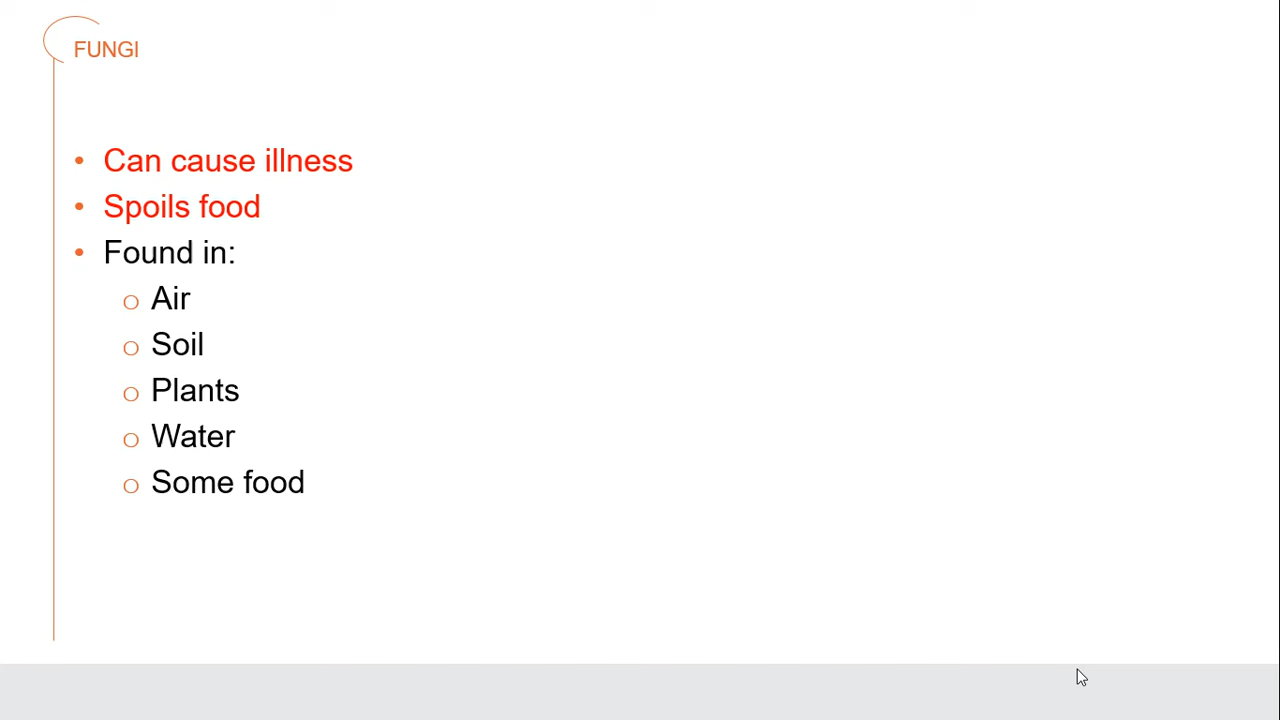 FUNGI
• Can cause illness
• Spoils food
• Found in:
o Air
o Soil
o Plants
o Water
o Some food